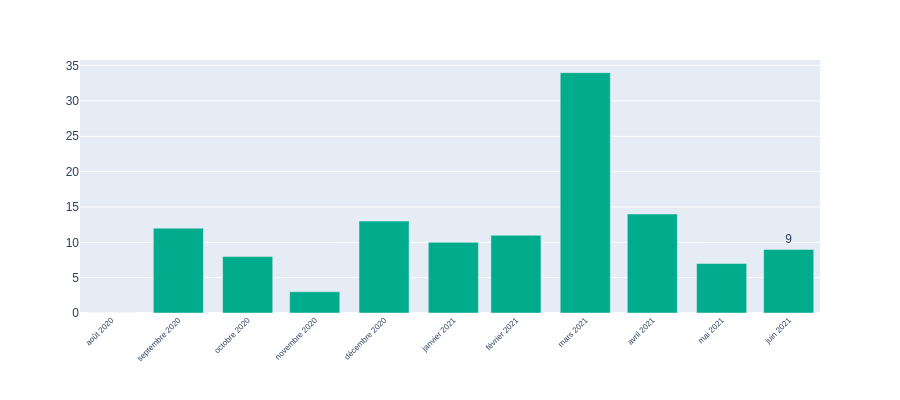 35
30
25
20
15
10
5
0
9
août 2020
septembre 2020
octobre 2020
novembre 2020
décembre 2020
janvier 2021
février 2021
mars 2021
avril 2021
mai 2021
juin 2021